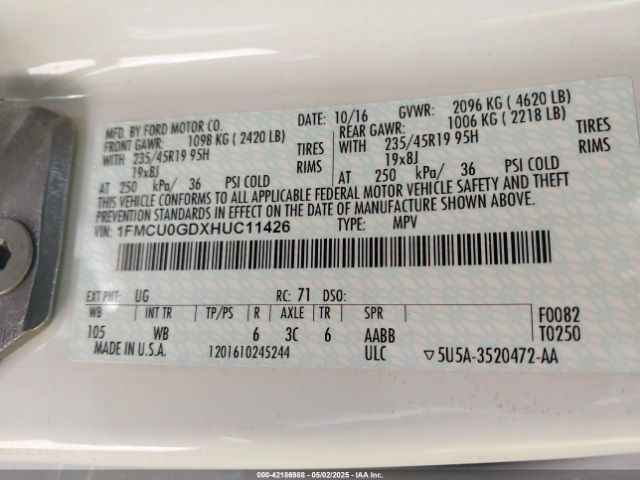 MFD. BY FORD MOTOR CO. DATE: 10/16 GVWR: 2096 KG ( 4620 LB)
FRONT GAWR: 1098 KG ( 2420 LB) REAR GAWR: 1006 KG ( 2218 LB)
WITH 235/45R19 95H TIRES WITH 235/45R19 95H TIRES
19x8J RIMS 19x8J RIMS
AT 250 kPa/ 36 PSI COLD AT 250 kPa/ 36 PSI COLD
THIS VEHICLE CONFORMS TO ALL APPLICABLE FEDERAL MOTOR VEHICLE SAFETY AND THEFT
PREVENTION STANDARDS IN EFFECT ON THE DATE OF MANUFACTURE SHOWN ABOVE.
VIN: 1FMCU0GDXHUC11426 TYPE: MPV
EXT PNT: UG RC: 71 DSO:
WB INT TR TP/PS R AXLE TR SPR F0082
105 WB 6 3C 6 AABB T0250
MADE IN U.S.A. 1201610245244 ULC ▽5U5A-3520472-AA
000-42186988 - 05/02/2025 - IAA Inc.